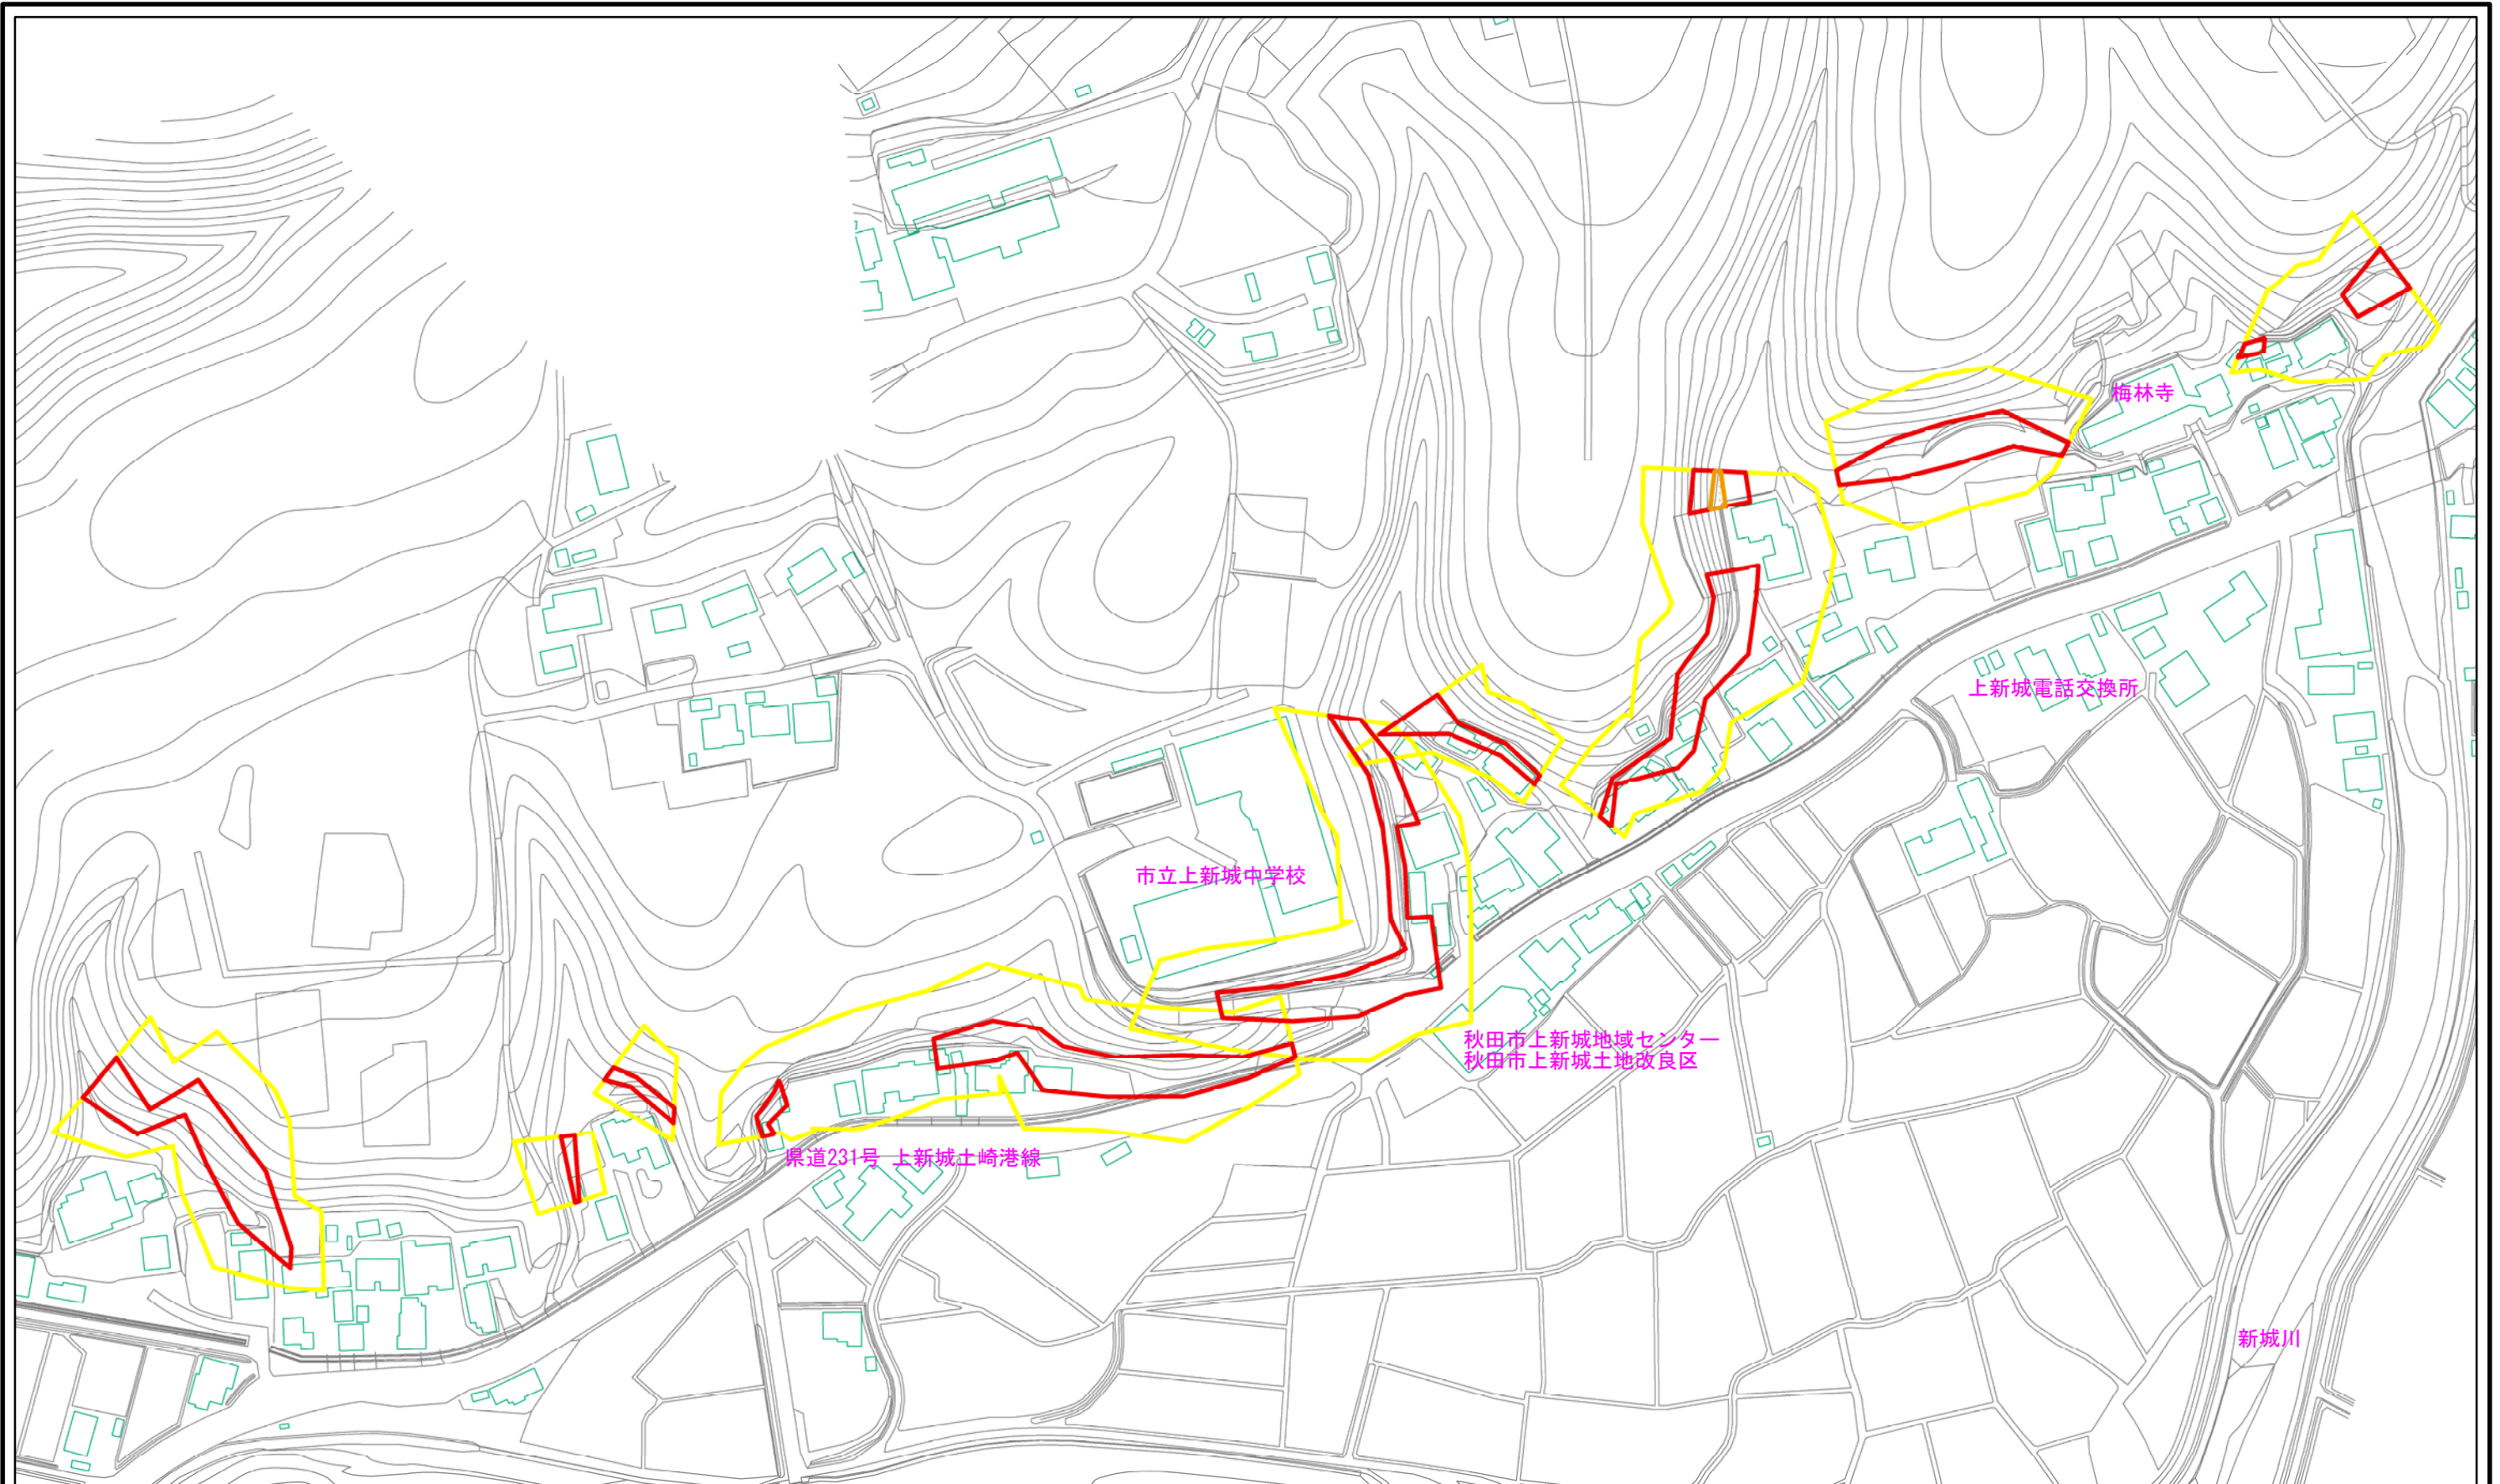 梅林寺
上新城電話交換所
市立上新城中学校
秋田市上新城地域センター
秋田市上新城土地改良区
県道231号 上新城土崎港線
新城川